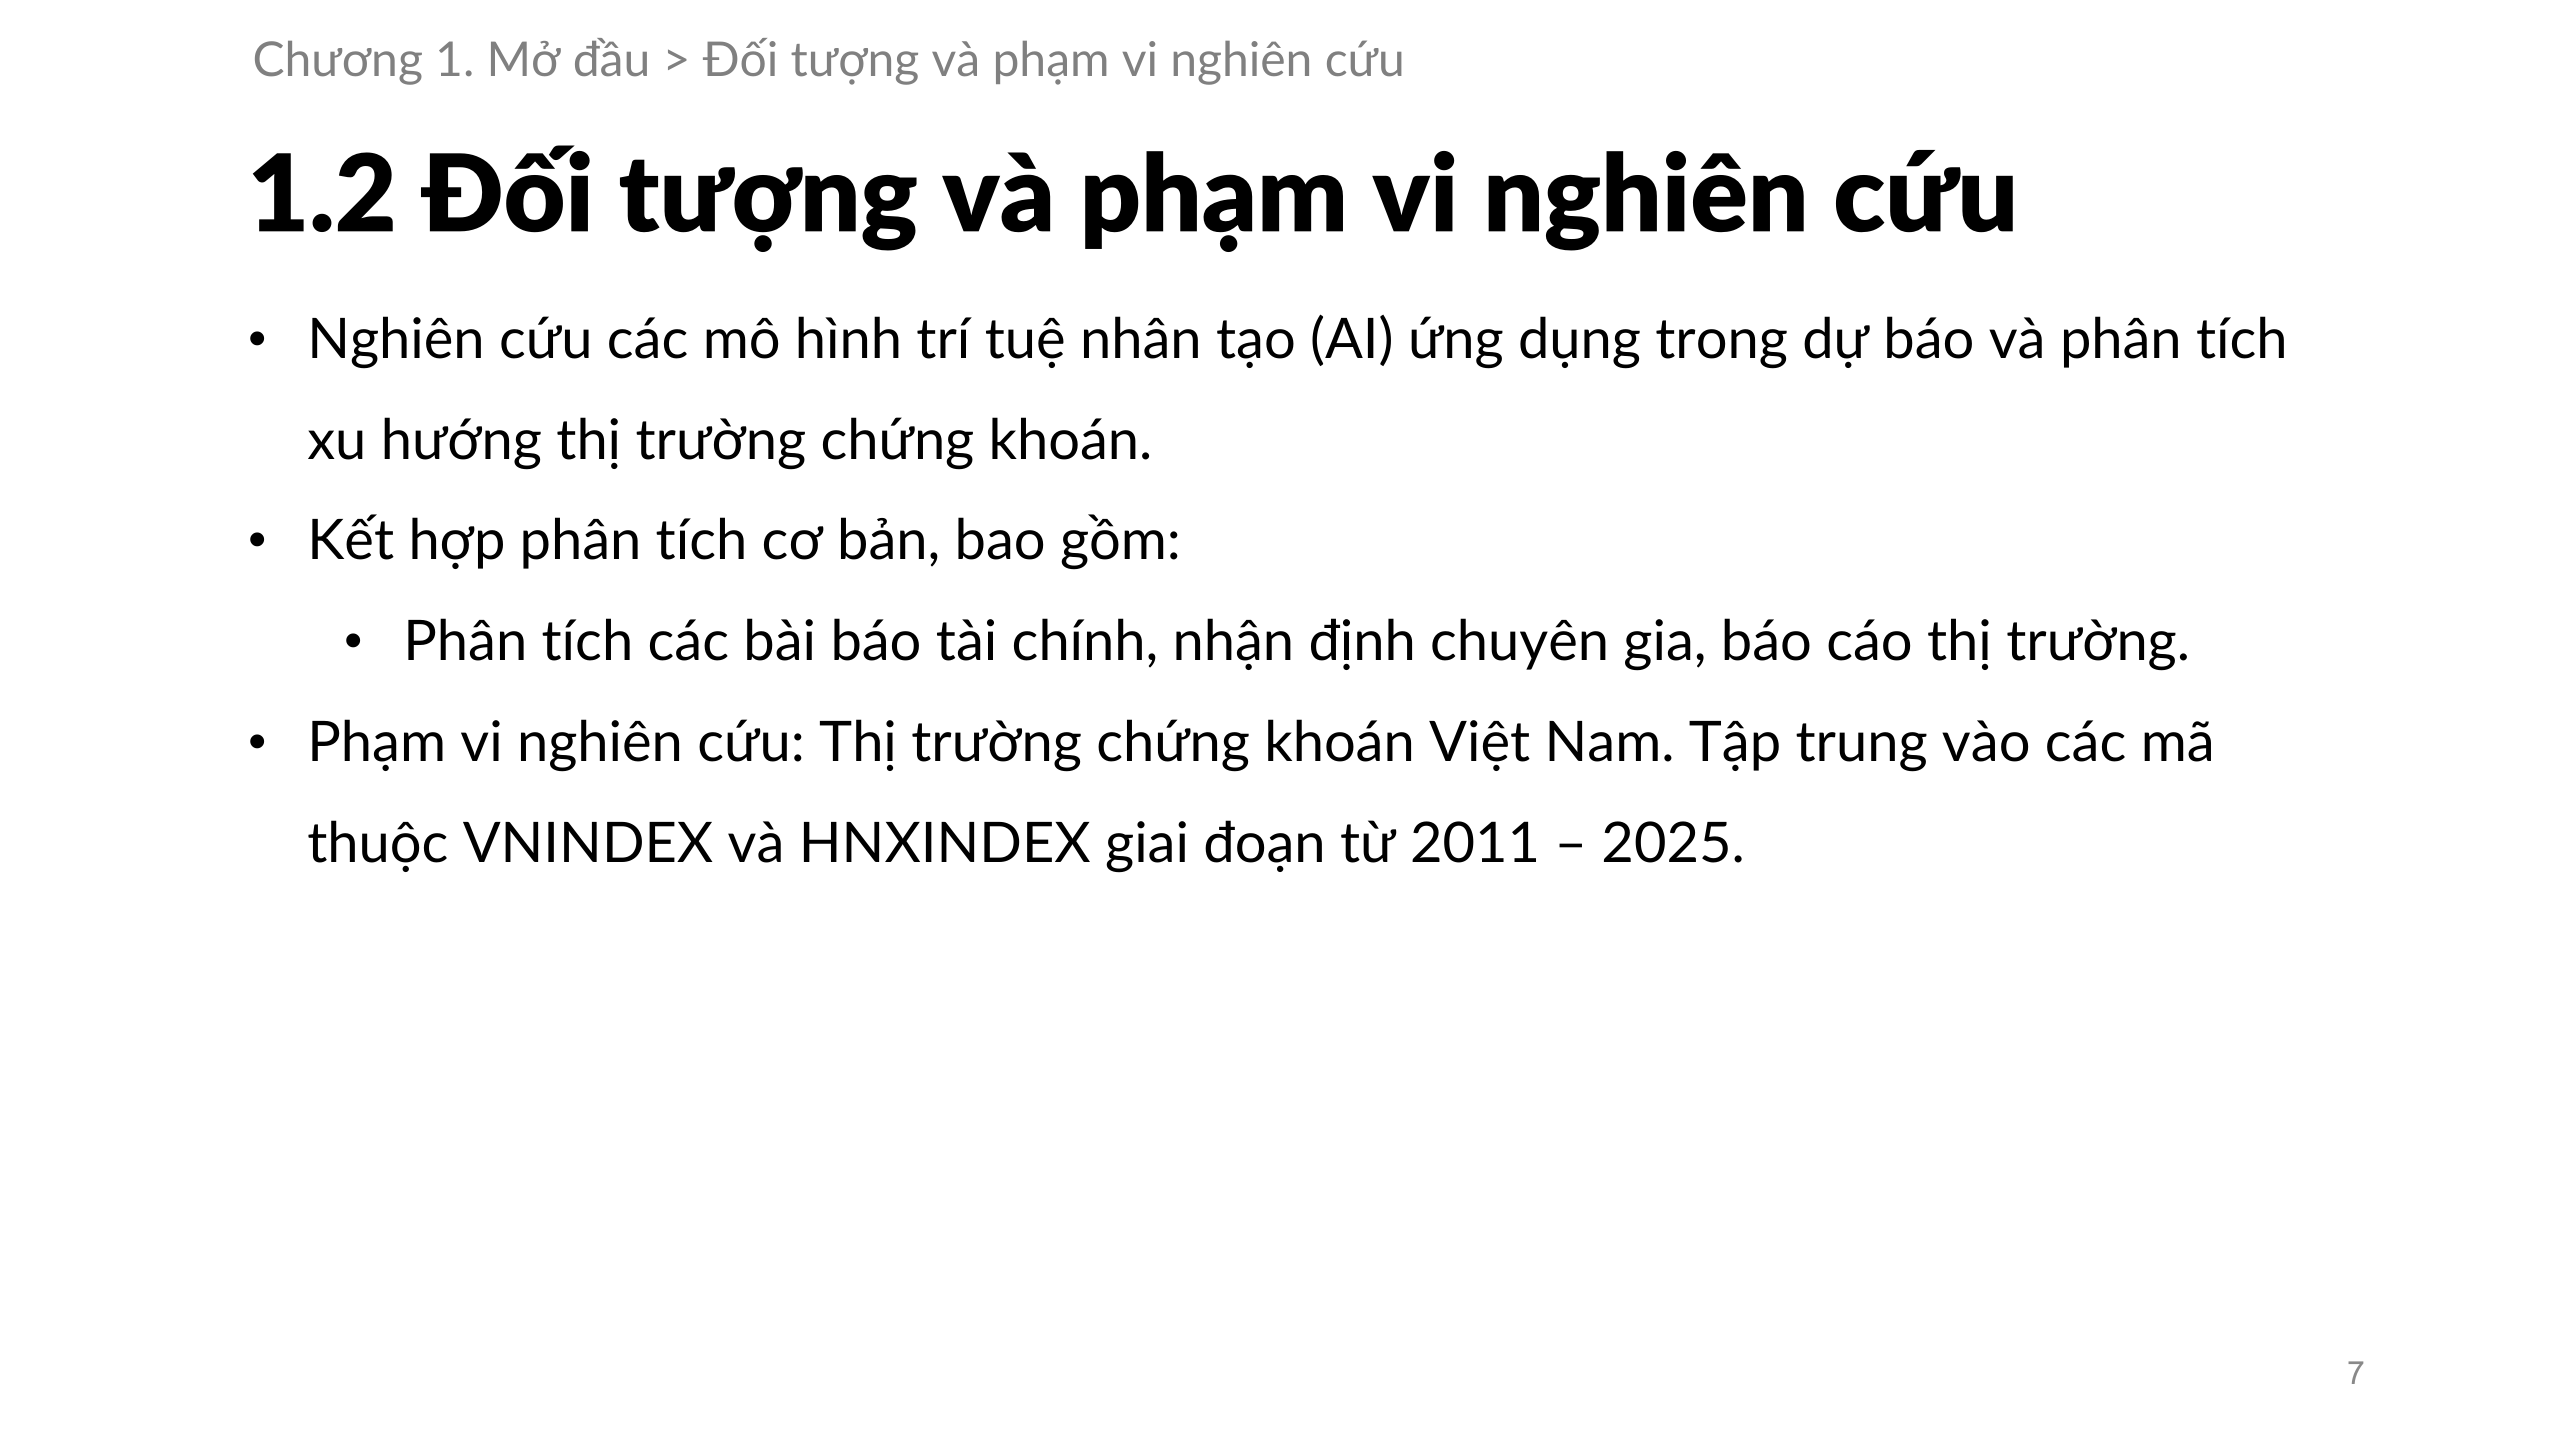 Chương 1. Mở đầu > Đối tượng và phạm vi nghiên cứu
1.2 Đối tượng và phạm vi nghiên cứu
• Nghiên cứu các mô hình trí tuệ nhân tạo (AI) ứng dụng trong dự báo và phân tích
xu hướng thị trường chứng khoán.
• Kết hợp phân tích cơ bản, bao gồm:
• Phân tích các bài báo tài chính, nhận định chuyên gia, báo cáo thị trường.
• Phạm vi nghiên cứu: Thị trường chứng khoán Việt Nam. Tập trung vào các mã
thuộc VNINDEX và HNXINDEX giai đoạn từ 2011 – 2025.
7